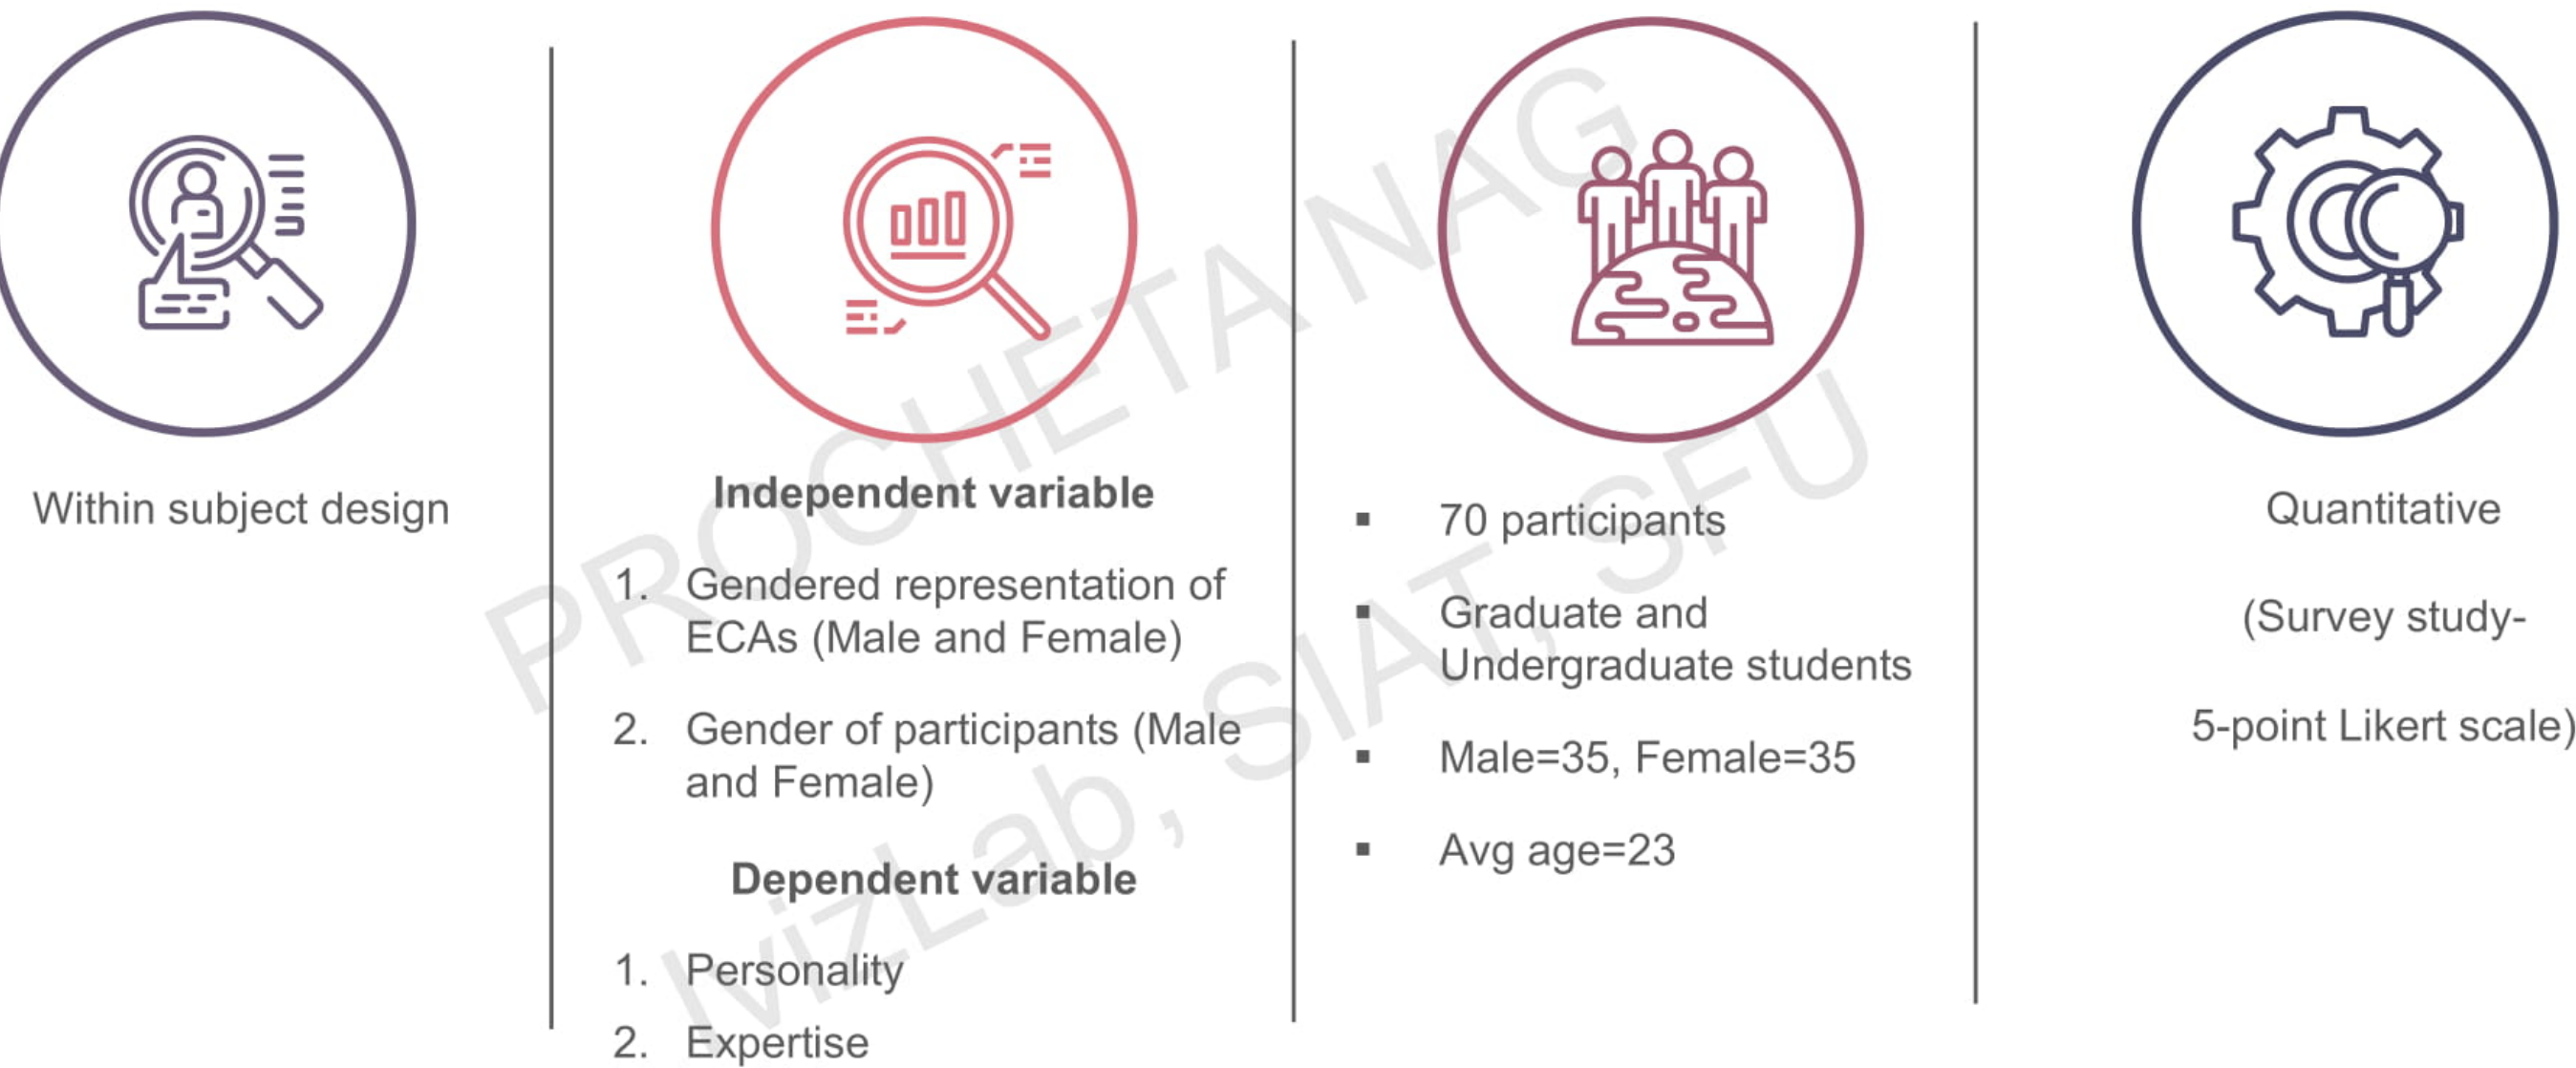 Within subject design
Independent variable
1. Gendered representation of
ECAs (Male and Female)
2. Gender of participants (Male
and Female)
Dependent variable
1. Personality
2. Expertise
▪ 70 participants
▪ Graduate and
Undergraduate students
▪ Male=35, Female=35
▪ Avg age=23
Quantitative
(Survey study-
5-point Likert scale)
PROCHETA NAG
IvizLab, SIAT, SFU